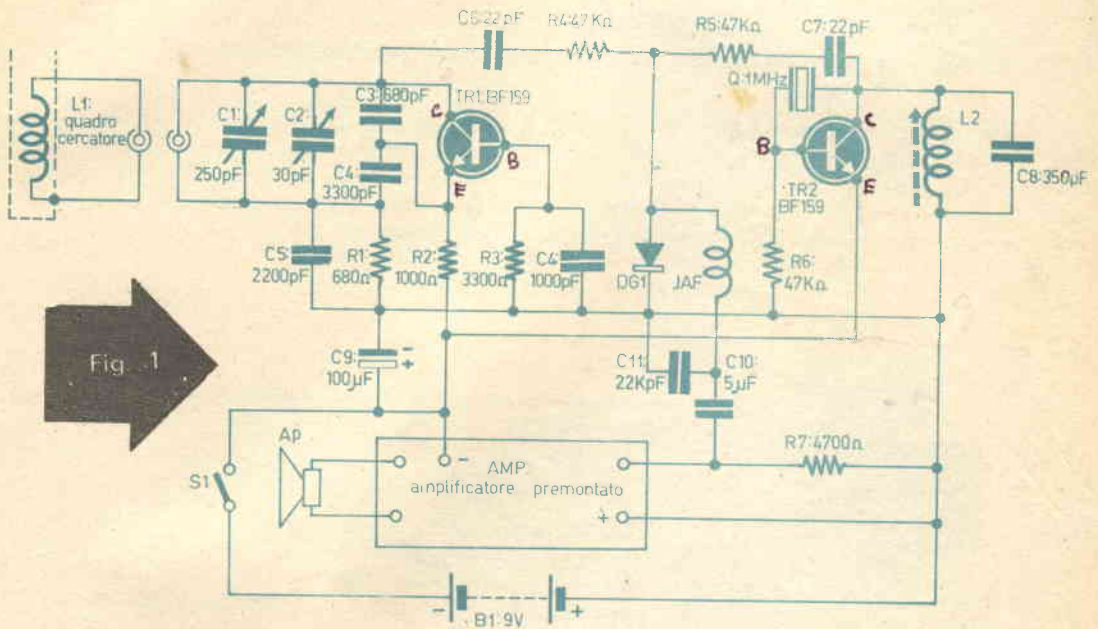 C6:22pF
R4:47KΩ
R5:47KΩ
C7:22pF
Q:1MHz
L1:
quadro
cercatore
C1:
250pF
C2:
30pF
C3:680pF
TR1:BF159
C
B
E
C4:
3300pF
C
B
E
TR2
BF159
L2
C8:350µF
C5:
2200pF
R1:
680Ω
R2:
1000Ω
R3:
3300Ω
C4:
1000pF
DG1
JAF
R6:
47KΩ
Fig. 1
C9:
100µF
-
+
C11:
22KpF
C10:
5µF
R7:4700Ω
S1
Ap
-
AMP.
amplificatore premontato
+
-
B1:9V
+